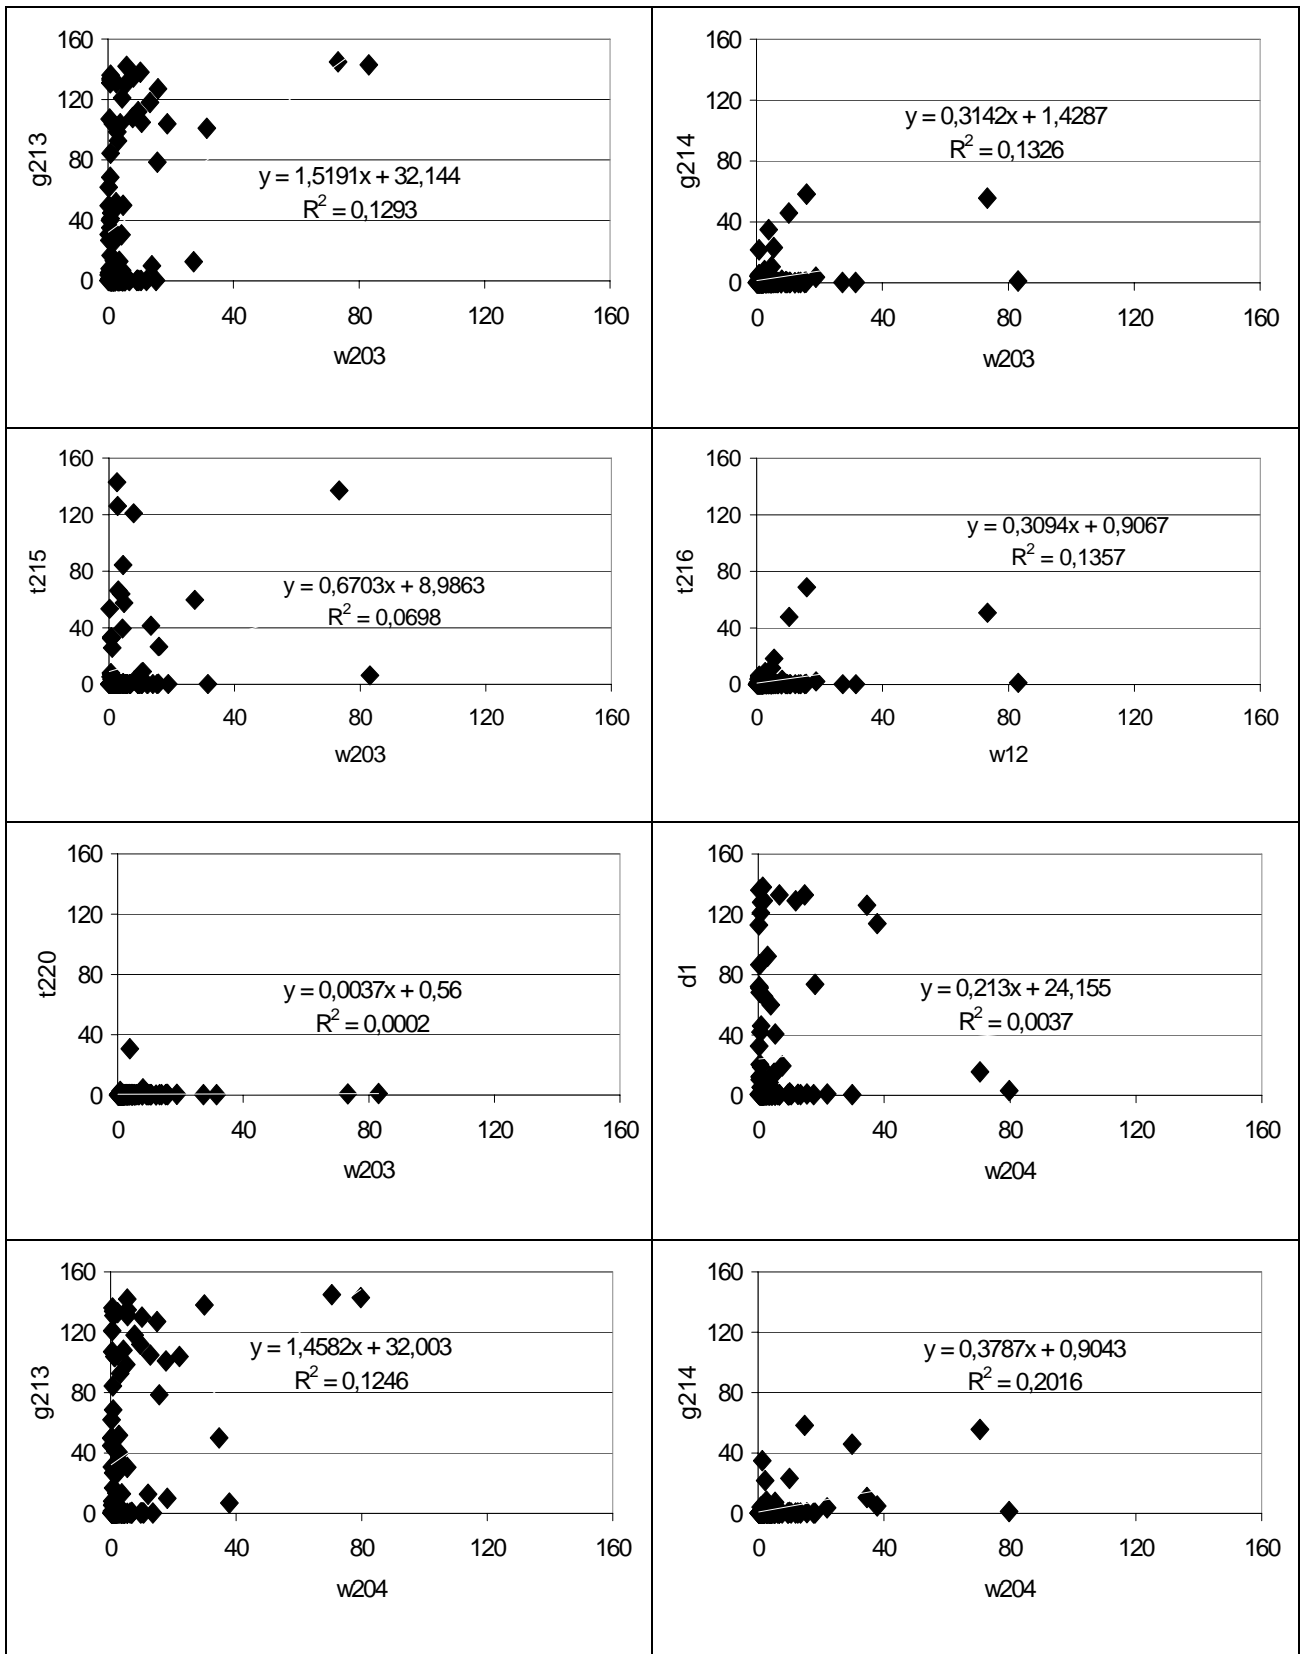 160
120
80
40
0
g213
y = 1,5191x + 32,144
R² = 0,1293
0 40 80 120 160
w203
160
120
80
40
0
g214
y = 0,3142x + 1,4287
R² = 0,1326
0 40 80 120 160
w203
160
120
80
40
0
t215
y = 0,6703x + 8,9863
R² = 0,0698
0 40 80 120 160
w203
160
120
80
40
0
t216
y = 0,3094x + 0,9067
R² = 0,1357
0 40 80 120 160
w12
160
120
80
40
0
t220
y = 0,0037x + 0,56
R² = 0,0002
0 40 80 120 160
w203
160
120
80
40
0
d1
y = 0,213x + 24,155
R² = 0,0037
0 40 80 120 160
w204
160
120
80
40
0
g213
y = 1,4582x + 32,003
R² = 0,1246
0 40 80 120 160
w204
160
120
80
40
0
g214
y = 0,3787x + 0,9043
R² = 0,2016
0 40 80 120 160
w204